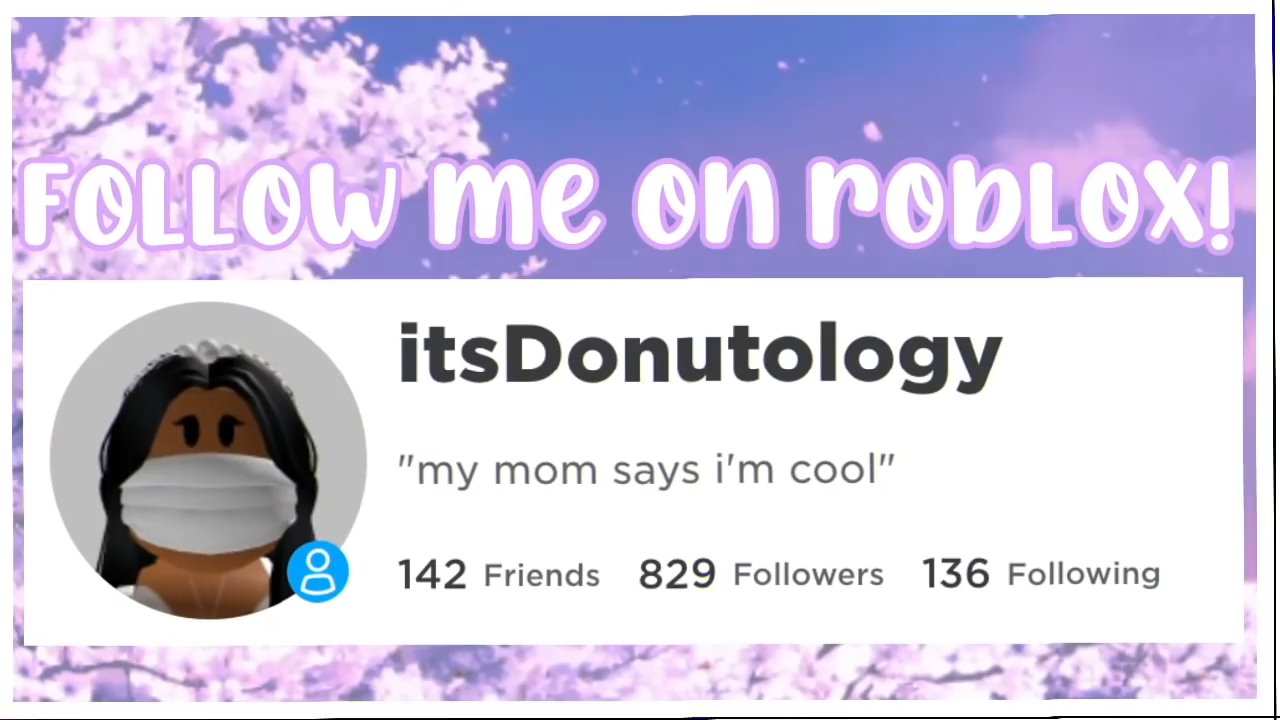 FOLLOW me on roblox!
itsDonutology
"my mom says i'm cool"
142 Friends 829 Followers 136 Following